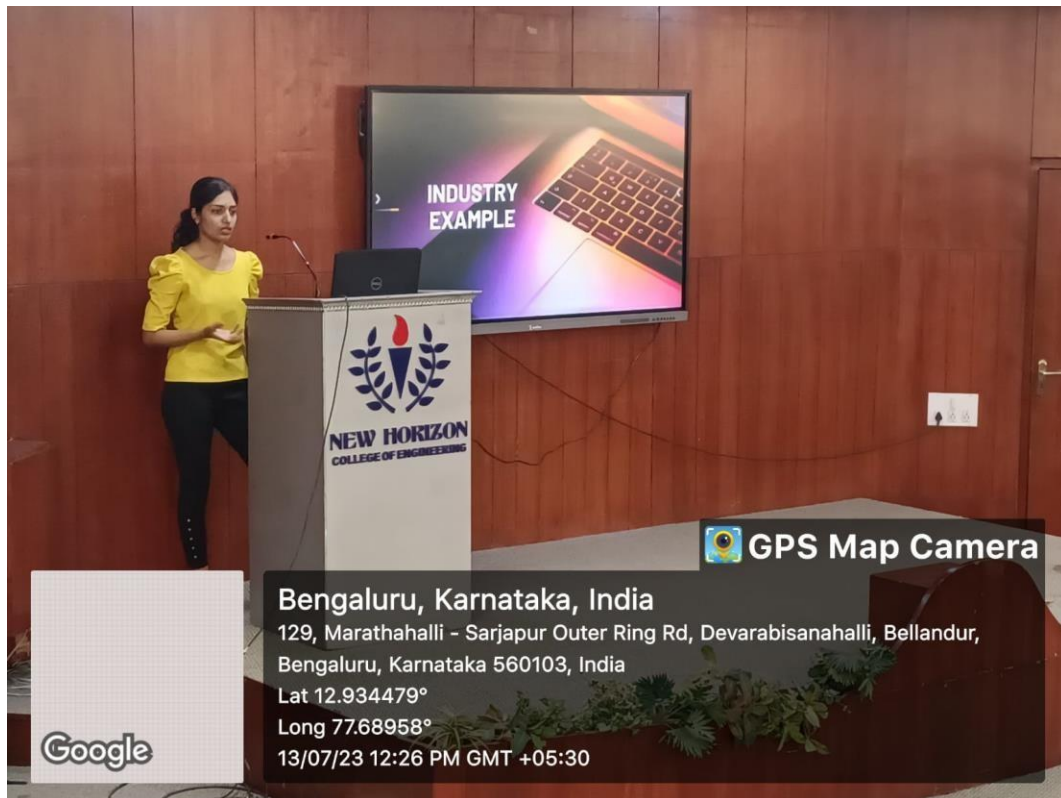 INDUSTRY
EXAMPLE
DELL
NEW HORIZON
COLLEGE OF ENGINEERING
GPS Map Camera
Bengaluru, Karnataka, India
129, Marathahalli - Sarjapur Outer Ring Rd, Devarabisanahalli, Bellandur,
Bengaluru, Karnataka 560103, India
Lat 12.934479°
Long 77.68958°
13/07/23 12:26 PM GMT +05:30
Google